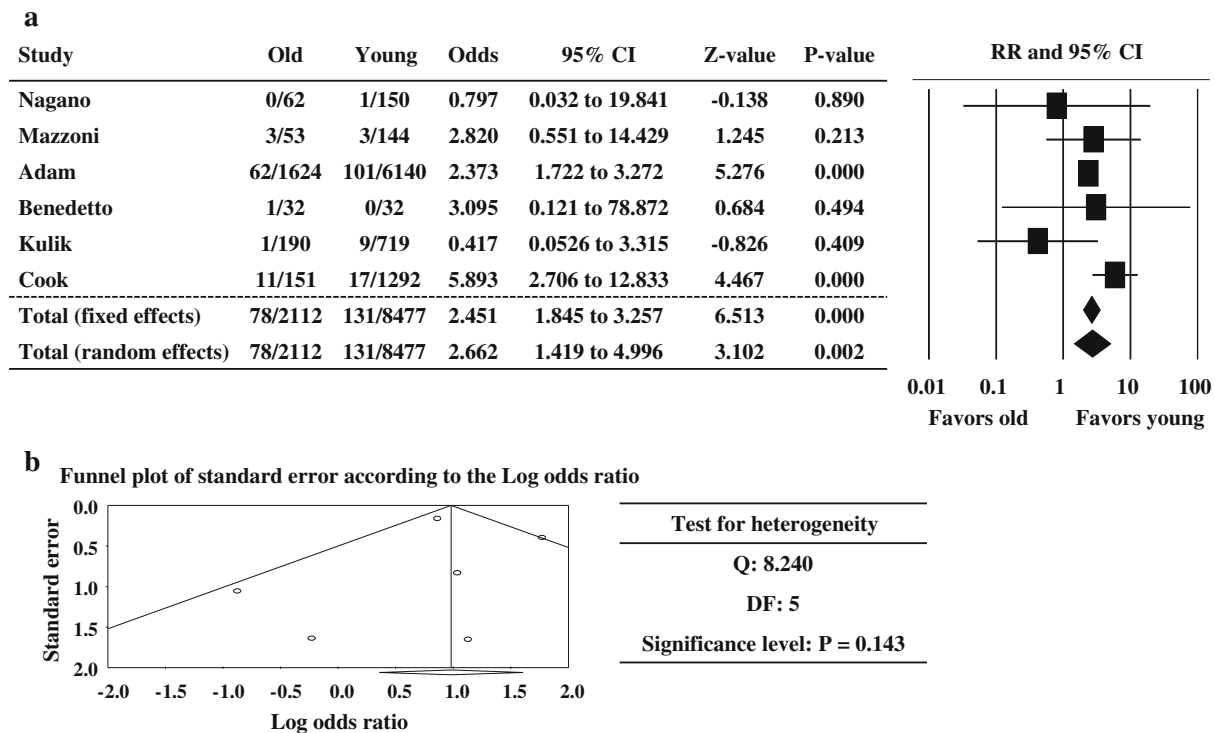 a
Study Old Young Odds 95% CI Z-value P-value RR and 95% CI
Nagano 0/62 1/150 0.797 0.032 to 19.841 -0.138 0.890
Mazzoni 3/53 3/144 2.820 0.551 to 14.429 1.245 0.213
Adam 62/1624 101/6140 2.373 1.722 to 3.272 5.276 0.000
Benedetto 1/32 0/32 3.095 0.121 to 78.872 0.684 0.494
Kulik 1/190 9/719 0.417 0.0526 to 3.315 -0.826 0.409
Cook 11/151 17/1292 5.893 2.706 to 12.833 4.467 0.000
Total (fixed effects) 78/2112 131/8477 2.451 1.845 to 3.257 6.513 0.000
Total (random effects) 78/2112 131/8477 2.662 1.419 to 4.996 3.102 0.002
0.01 0.1 1 10 100
Favors old Favors young
b
Funnel plot of standard error according to the Log odds ratio
Standard error
0.0
0.5
1.0
1.5
2.0
-2.0 -1.5 -1.0 -0.5 0.0 0.5 1.0 1.5 2.0
Log odds ratio
Test for heterogeneity
Q: 8.240
DF: 5
Significance level: P = 0.143